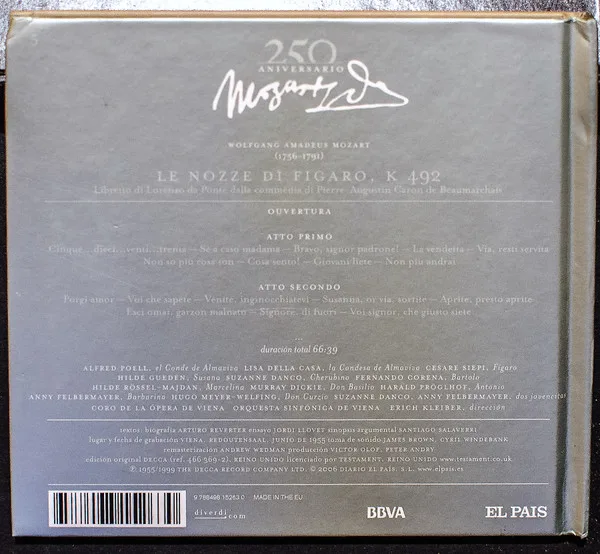 250
ANIVERSARIO
Mozart
WOLFGANG AMADEUS MOZART
(1756-1791)
LE NOZZE DI FIGARO, K 492
Libretto di Lorenzo da Ponte dalla commedia di Pierre-Augustin Caron de Beaumarchais
OUVERTURA
ATTO PRIMO
Cinque...dieci...venti...trenta — Se a caso madama — Bravo, signor padrone! — La vendetta — Via, resti servita
Non so più cose son — Cosa sento! — Giovani liete — Non più andrai
ATTO SECONDO
Porgi amor — Voi che sapete — Venite, inginocchiatevi — Susanna, or via, sortite — Aprite, presto aprite
Esci omai, garzon malnato — Signore, di fuori — Voi signor, che giusto siete
...
duración total 66:39
ALFRED POELL, el Conde de Almaviva LISA DELLA CASA, la Condesa de Almaviva CESARE SIEPI, Figaro
HILDE GUEDEN, Susana SUZANNE DANCO, Cherubino FERNANDO CORENA, Bartolo
HILDE RÖSSEL-MAJDAN, Marcelina MURRAY DICKIE, Don Basilio HARALD PRÖGLHOF, Antonio
ANNY FELBERMAYER, Barbarina HUGO MEYER-WELFING, Don Curzio SUZANNE DANCO, ANNY FELBERMAYER, dos jovencitas
CORO DE LA ÓPERA DE VIENA ORQUESTA SINFÓNICA DE VIENA ERICH KLEIBER, dirección
textos: biografía ARTURO REVERTER ensayo JORDI LLOVET sinopsis argumental SANTIAGO SALAVERRI
lugar y fecha de grabación VIENA, REDOUTENSAAL, JUNIO DE 1955 toma de sonido JAMES BROWN, CYRIL WINDEBANK
remasterización ANDREW WEDMAN producción VICTOR OLOF, PETER ANDRY
edición original DECCA (ref. 466 369-2), REINO UNIDO licenciado por TESTAMENT, REINO UNIDO www.testament.co.uk
℗ 1955/1999 THE DECCA RECORD COMPANY LTD. © 2006 DIARIO EL PAÍS, S.L., www.elpais.es
9 788498 15263 0
MADE IN THE EU
diverdi.com
BBVA
EL PAIS